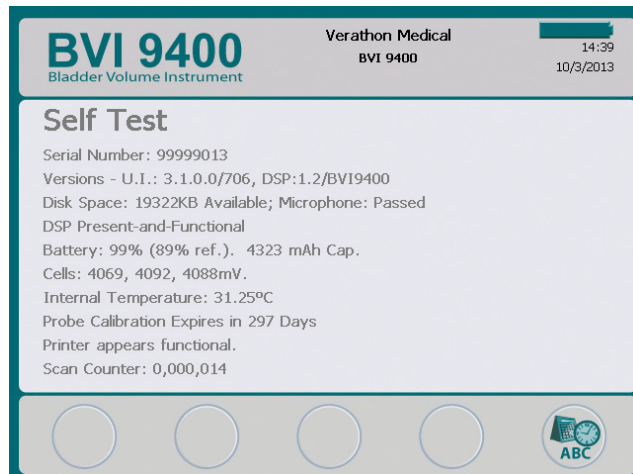 BVI 9400
Bladder Volume Instrument
Verathon Medical
BVI 9400
14:39
10/3/2013
Self Test
Serial Number: 99999013
Versions - U.I.: 3.1.0.0/706, DSP:1.2/BVI9400
Disk Space: 19322KB Available; Microphone: Passed
DSP Present-and-Functional
Battery: 99% (89% ref.). 4323 mAh Cap.
Cells: 4069, 4092, 4088mV.
Internal Temperature: 31.25ºC
Probe Calibration Expires in 297 Days
Printer appears functional.
Scan Counter: 0,000,014
ABC